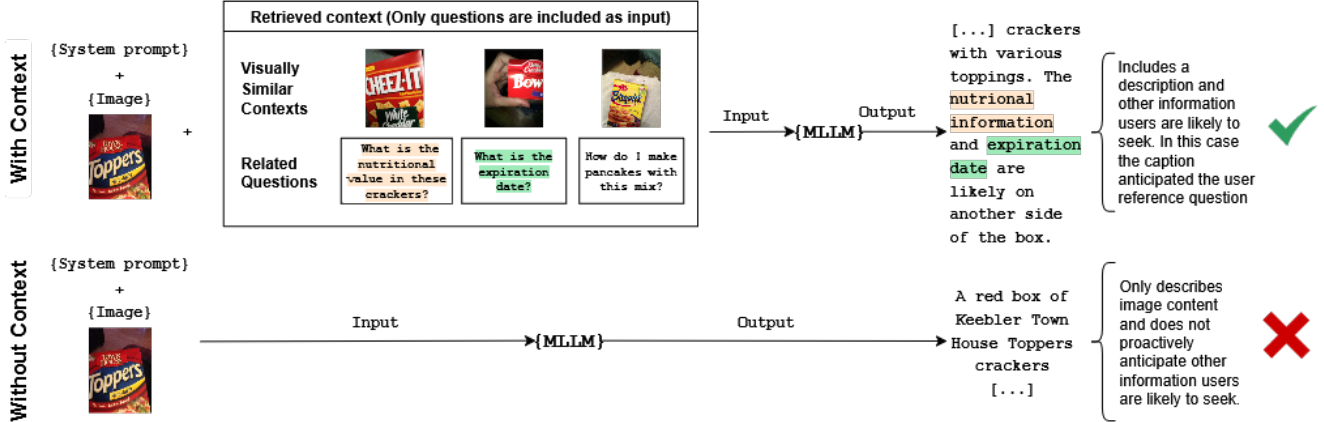 With Context
{System prompt}
+
{Image}
TOPPERS
+
Retrieved context (Only questions are included as input)
Visually
Similar
Contexts
CHEEZ-IT
White
Bow
Bisquick
Related
Questions
What is the
nutritional
value in these
crackers?
What is the
expiration
date?
How do I make
pancakes with
this mix?
Input
{MLLM}
Output
[...] crackers
with various
toppings. The
nutrional
information
and expiration
date are
likely on
another side
of the box.
Includes a
description and
other information
users are likely to
seek. In this case
the caption
anticipated the user
reference question
Without Context
{System prompt}
+
{Image}
TOPPERS
Input
{MLLM}
Output
A red box of
Keebler Town
House Toppers
crackers
[...]
Only describes
image content
and does not
proactively
anticipate other
information users
are likely to seek.